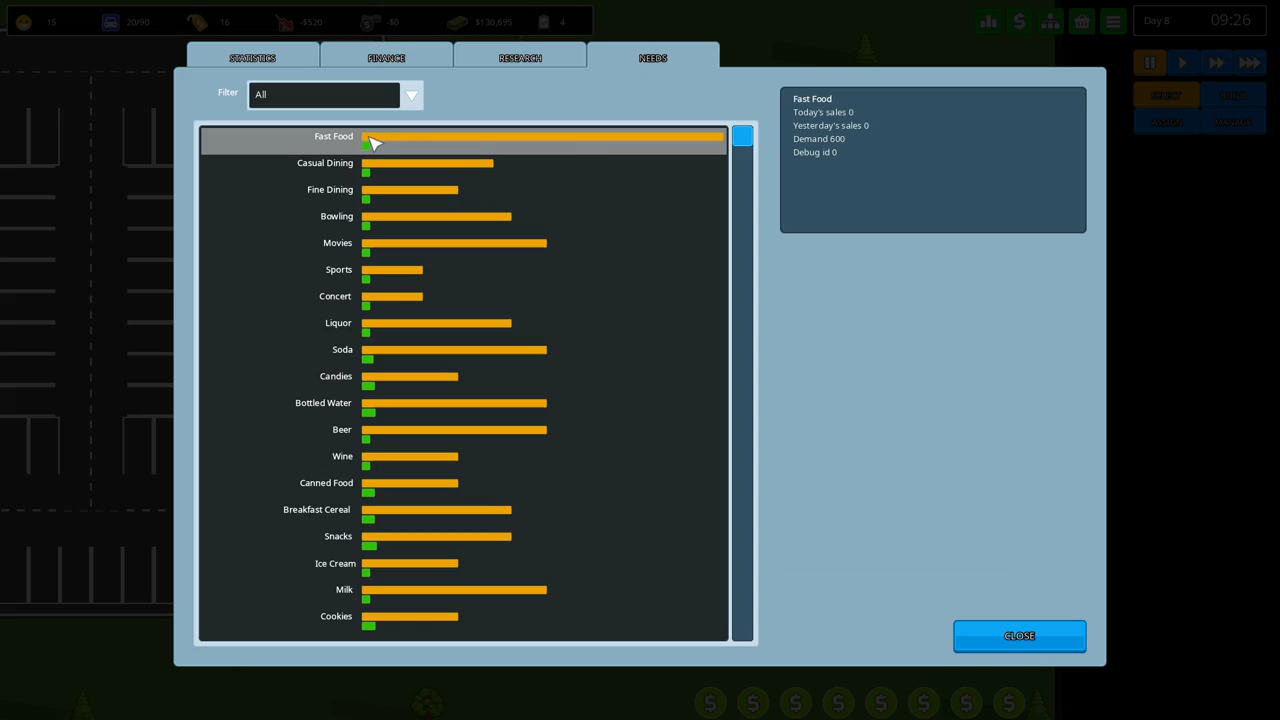 15 20/90 16 -$520 -$0 $130,695 4
Day 8 09:26
STATISTICS FINANCE RESEARCH NEEDS
Filter All
SELECT
ASSIGN MANAGE
Fast Food
Casual Dining
Fine Dining
Bowling
Movies
Sports
Concert
Liquor
Soda
Candies
Bottled Water
Beer
Wine
Canned Food
Breakfast Cereal
Snacks
Ice Cream
Milk
Cookies
Fast Food
Today's sales 0
Yesterday's sales 0
Demand 600
Debug id 0
CLOSE